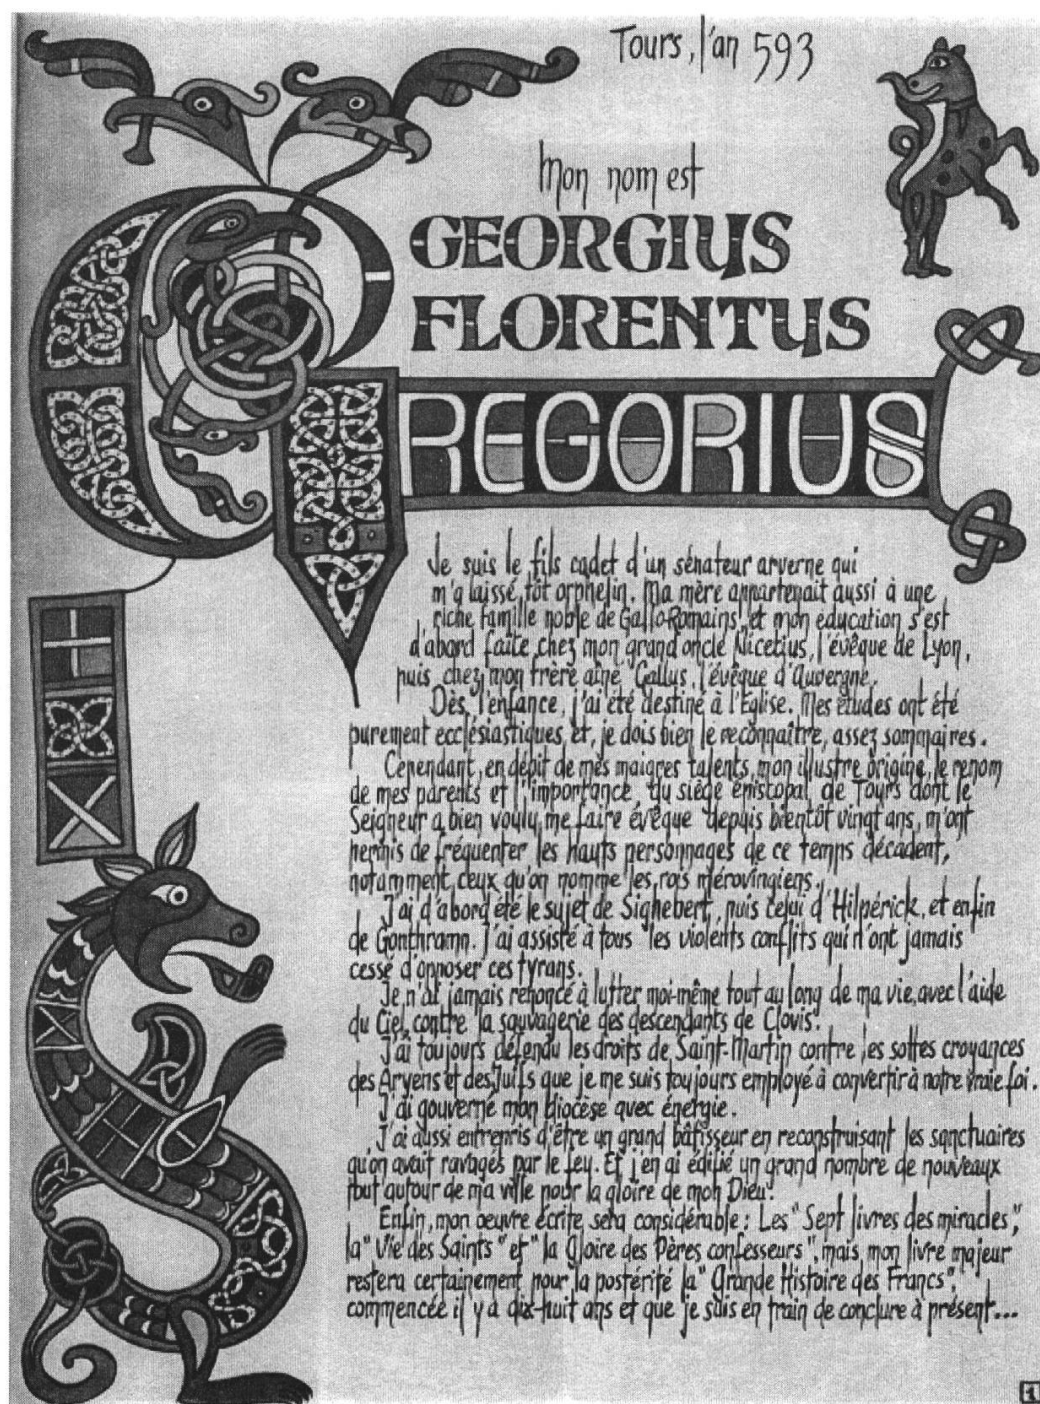 Tours, l'an 593
Mon nom est
GEORGIUS
FLORENTUS
GREGORIUS
Je suis le fils cadet d'un sénateur arverne qui
m'a laissé tôt orphelin. Ma mère appartenait aussi à une
riche famille noble de Gallo-Romains, et mon éducation s'est
d'abord faite chez mon grand oncle Nicetius, l'évêque de Lyon,
puis chez mon frère aîné Gallus, l'évêque d'Auvergne.
Dès l'enfance, j'ai été destiné à l'Eglise. Mes études ont été
purement ecclésiastiques et, je dois bien le reconnaître, assez sommaires.
Cependant, en dépit de mes maigres talents, mon illustre origine, le renom
de mes parents et l'importance du siège épiscopal de Tours dont le
Seigneur a bien voulu me faire évêque depuis bientôt vingt ans, m'ont
permis de fréquenter les hauts personnages de ce temps décadent,
notamment ceux qu'on nomme les rois mérovingiens.
J'ai d'abord été le sujet de Sighebert, puis celui d'Hilpérick, et enfin
de Gonthramn. J'ai assisté à tous les violents conflits qui n'ont jamais
cessé d'opposer ces tyrans.
Je n'ai jamais renoncé à lutter moi-même tout au long de ma vie, avec l'aide
du Ciel, contre la sauvagerie des descendants de Clovis.
J'ai toujours défendu les droits de Saint-Martin contre les sottes croyances
des Aryens et des Juifs que je me suis toujours employé à convertir à notre vraie foi.
J'ai gouverné mon diocèse avec énergie.
J'ai aussi entrepris d'être un grand bâtisseur en reconstruisant les sanctuaires
qu'on avait ravagés par le feu. Et j'en ai édifié un grand nombre de nouveaux
tout autour de ma ville pour la gloire de mon Dieu.
Enfin, mon oeuvre écrite sera considérable : Les "Sept livres des miracles",
la "Vie des Saints" et "la Gloire des Pères confesseurs", mais mon livre majeur
restera certainement pour la postérité la "Grande Histoire des Francs",
commencée il y a dix-huit ans et que je suis en train de conclure à présent...
1